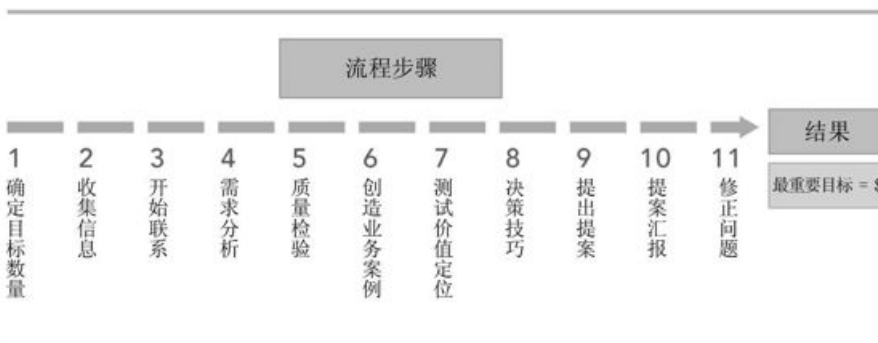 流程步骤
结果
最重要目标 = $
1
确定目标数量
2
收集信息
3
开始联系
4
需求分析
5
质量检验
6
创造业务案例
7
测试价值定位
8
决策技巧
9
提出提案
10
提案汇报
11
修正问题